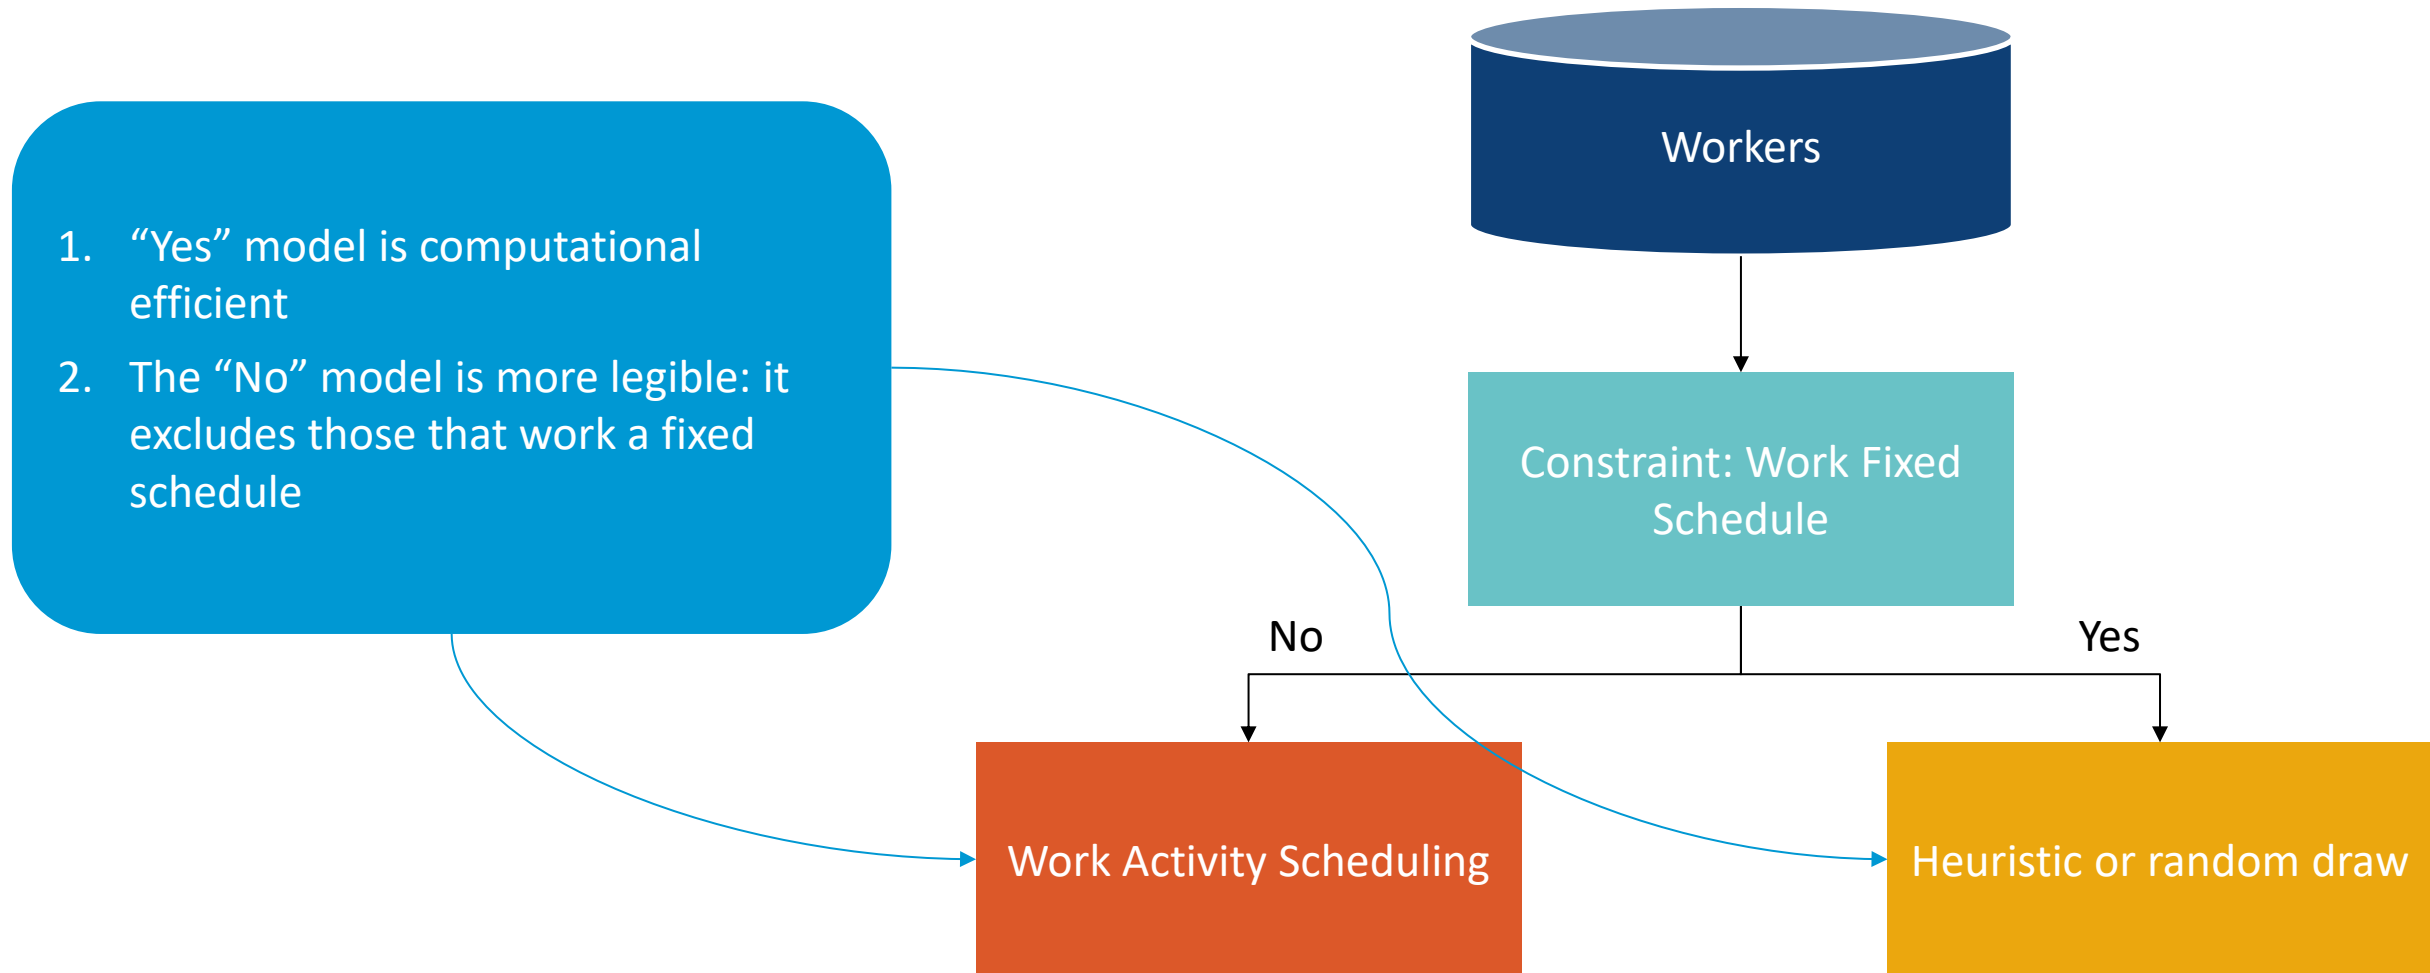 Workers
1. “Yes” model is computational
efficient
2. The “No” model is more legible: it
excludes those that work a fixed
schedule
Constraint: Work Fixed
Schedule
No
Yes
Work Activity Scheduling
Heuristic or random draw